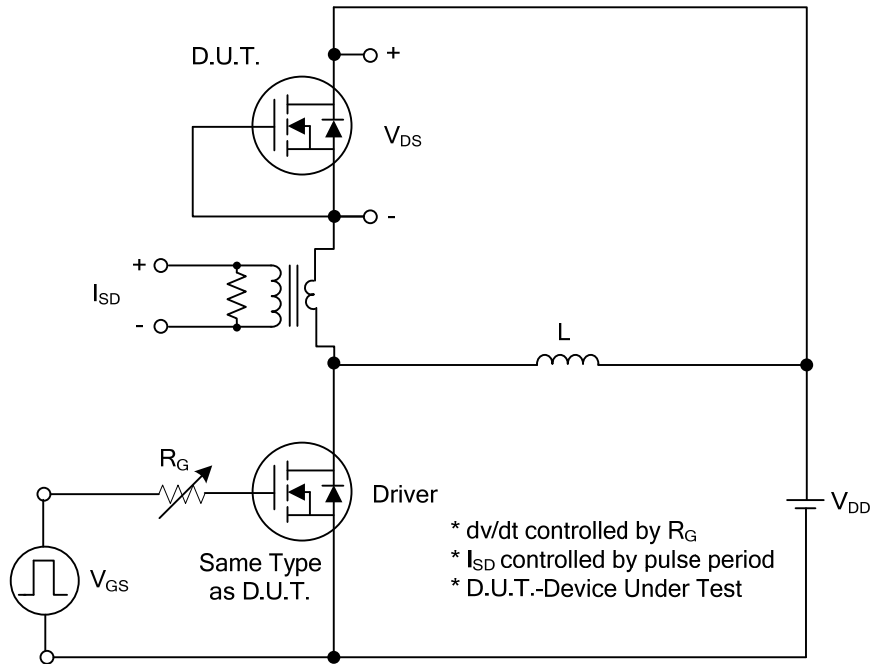 D.U.T.
+
V_DS
-
+
I_SD
-
L
R_G
Driver
V_DD
V_GS
Same Type
as D.U.T.
* dv/dt controlled by R_G
* I_SD controlled by pulse period
* D.U.T.-Device Under Test